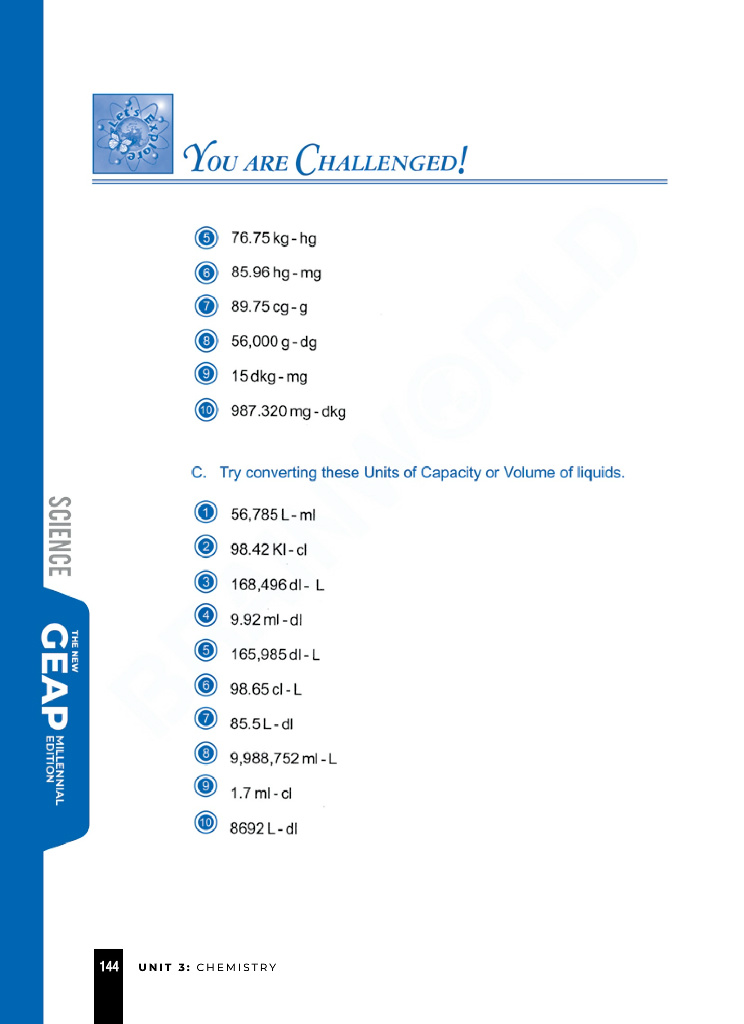 Let's Explore
YOU ARE CHALLENGED!
5 76.75 kg - hg
6 85.96 hg - mg
7 89.75 cg - g
8 56,000 g - dg
9 15 dkg - mg
10 987.320 mg - dkg
C. Try converting these Units of Capacity or Volume of liquids.
1 56,785 L - ml
2 98.42 Kl - cl
3 168,496 dl - L
4 9.92 ml - dl
5 165,985 dl - L
6 98.65 cl - L
7 85.5 L - dl
8 9,988,752 ml - L
9 1.7 ml - cl
10 8692 L - dl
SCIENCE
THE NEW
GEAP
MILLENNIAL
EDITION
144 UNIT 3: CHEMISTRY